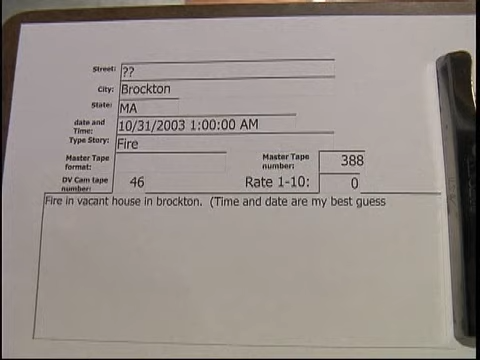 Street: ??
City: Brockton
State: MA
date and Time: 10/31/2003 1:00:00 AM
Type Story: Fire
Master Tape format:
Master Tape number: 388
DV Cam tape number: 46
Rate 1-10: 0
Fire in vacant house in brockton. (Time and date are my best guess